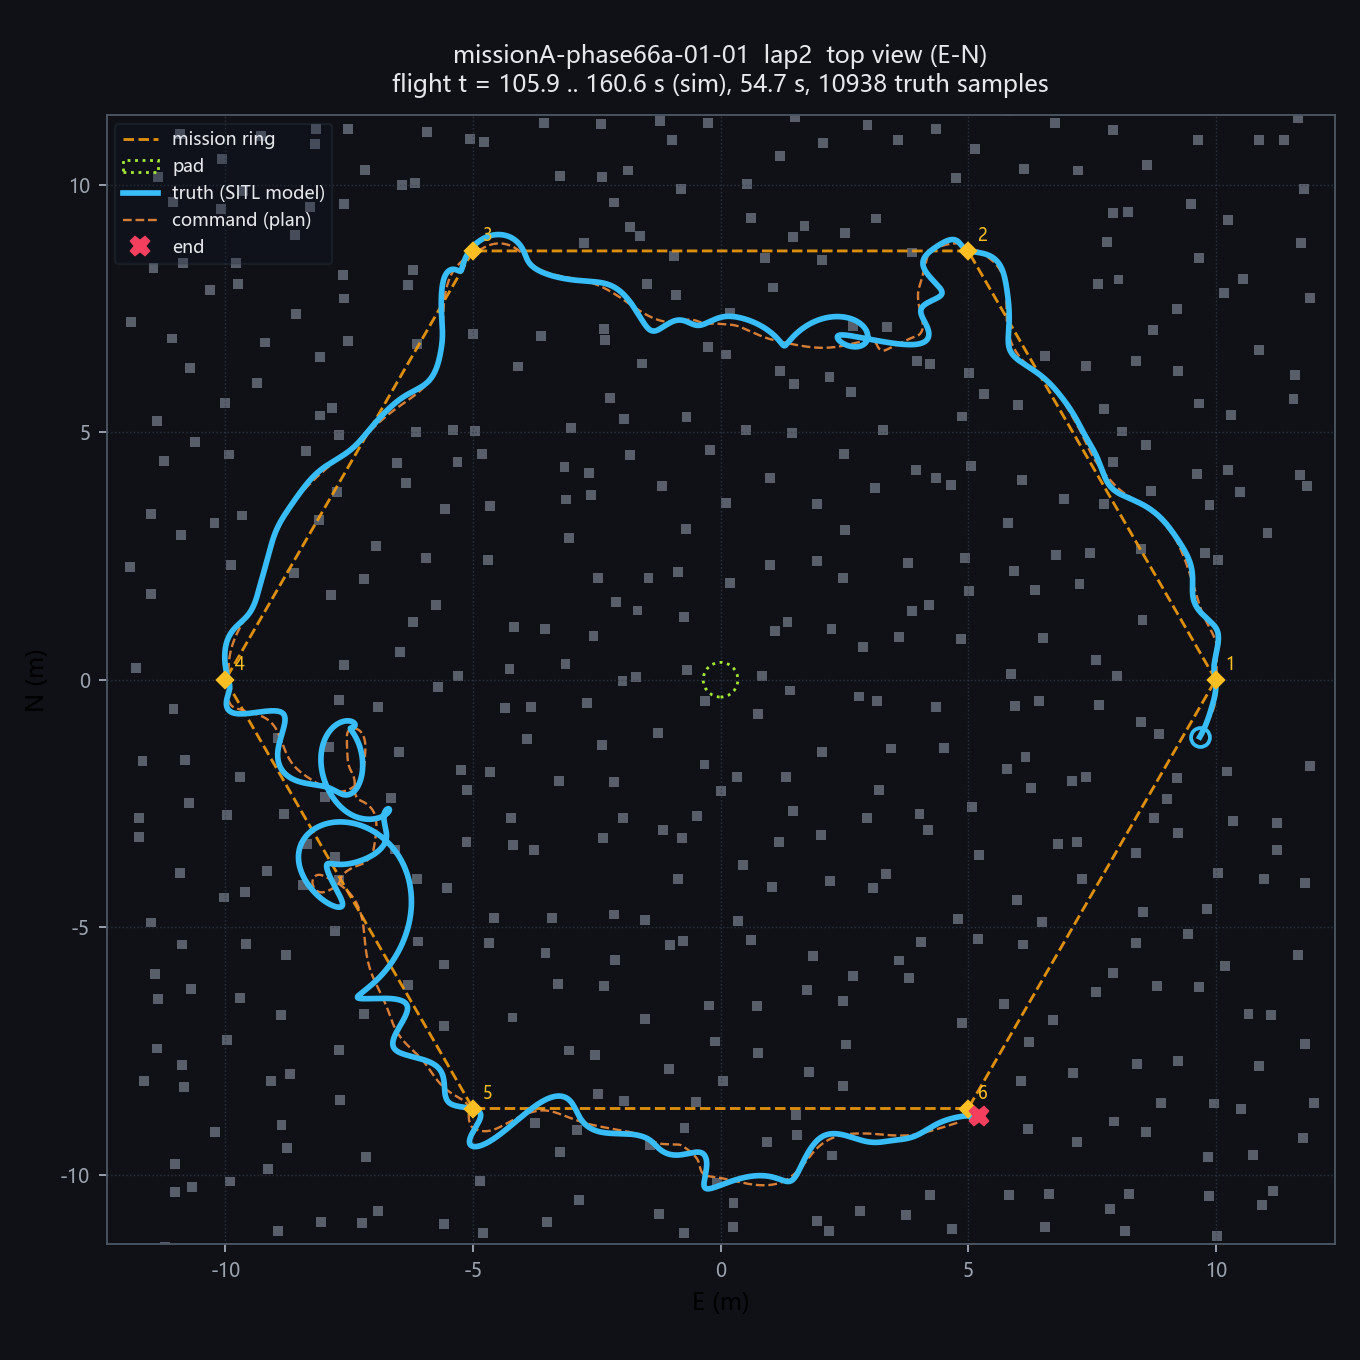 missionA-phase66a-01-01 lap2 top view (E-N)
flight t = 105.9 .. 160.6 s (sim), 54.7 s, 10938 truth samples
mission ring
pad
truth (SITL model)
command (plan)
end
10
5
0
-5
-10
N (m)
3
2
4
1
5
6
-10
-5
0
5
10
E (m)